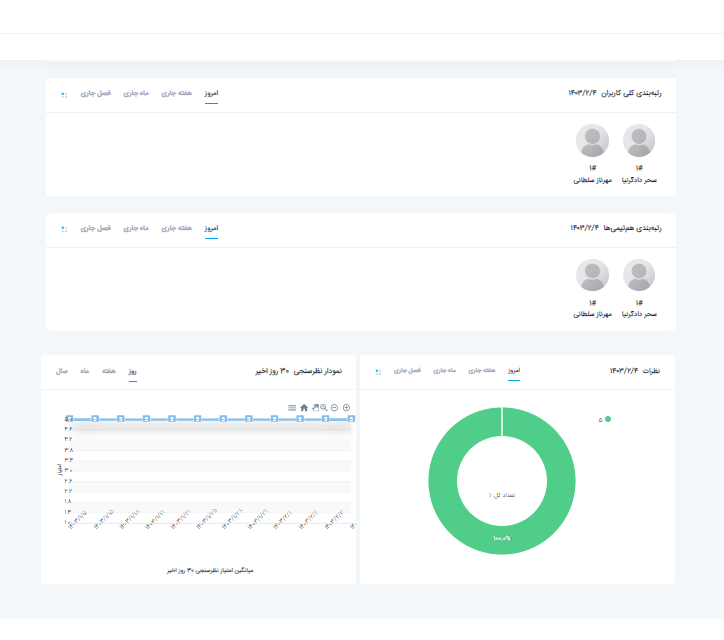 رتبه‌بندی کلی کاربران ۱۴۰۳/۲/۴
امروز هفته جاری ماه جاری فصل جاری
#۱ #۱
سحر دادگرنیا مهرناز سلطانی
رتبه‌بندی هم‌تیمی‌ها ۱۴۰۳/۲/۴
امروز هفته جاری ماه جاری فصل جاری
#۱ #۱
سحر دادگرنیا مهرناز سلطانی
نظرات ۱۴۰۳/۲/۴
امروز هفته جاری ماه جاری فصل جاری
۵
تعداد کل ۱
۱۰۰.۰%
نمودار نظرسنجی ۳۰ روز اخیر
روز هفته ماه سال
۴.۶
۴.۲
۳.۸
۳.۴
۳.۰
۲.۶
۲.۲
۱.۸
۱.۴
۱.۰
امتیاز
میانگین امتیاز نظرسنجی ۳۰ روز اخیر